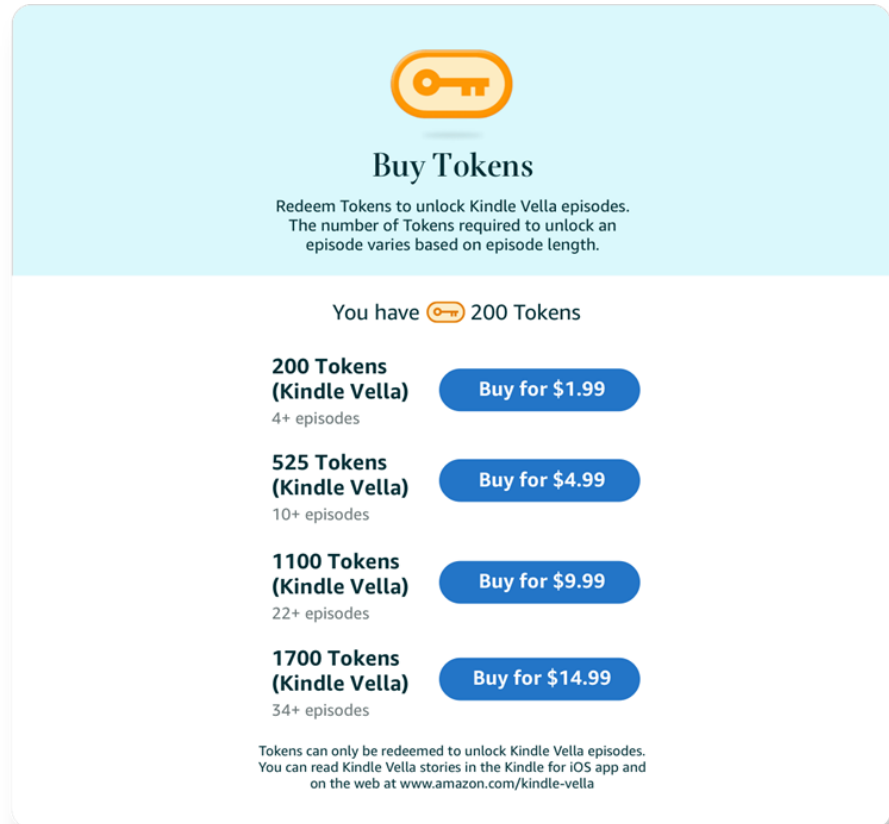 Buy Tokens
Redeem Tokens to unlock Kindle Vella episodes.
The number of Tokens required to unlock an
episode varies based on episode length.
You have 200 Tokens
200 Tokens
(Kindle Vella)
4+ episodes
Buy for $1.99
525 Tokens
(Kindle Vella)
10+ episodes
Buy for $4.99
1100 Tokens
(Kindle Vella)
22+ episodes
Buy for $9.99
1700 Tokens
(Kindle Vella)
34+ episodes
Buy for $14.99
Tokens can only be redeemed to unlock Kindle Vella episodes.
You can read Kindle Vella stories in the Kindle for iOS app and
on the web at www.amazon.com/kindle-vella